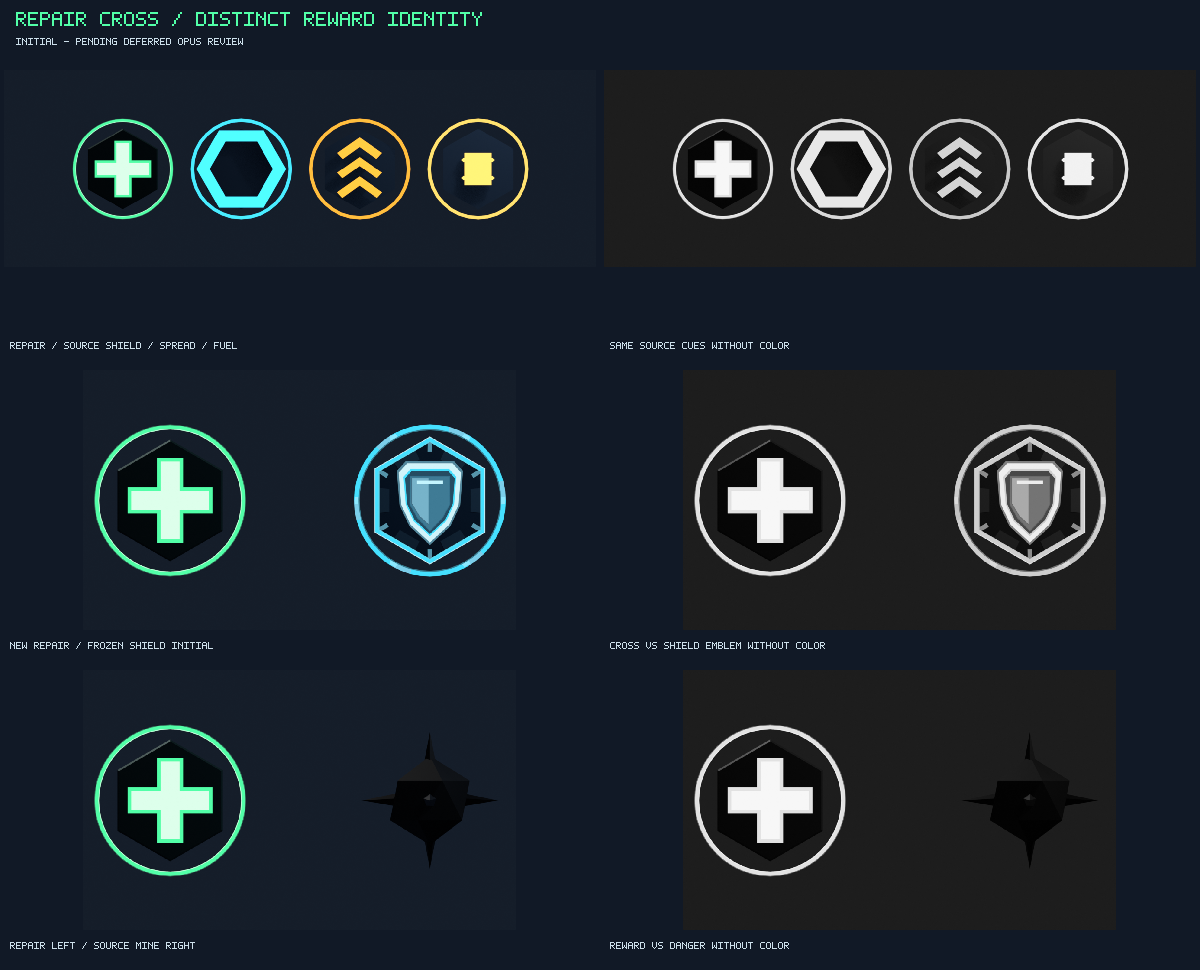 REPAIR CROSS / DISTINCT REWARD IDENTITY
INITIAL - PENDING DEFERRED OPUS REVIEW
REPAIR / SOURCE SHIELD / SPREAD / FUEL
SAME SOURCE CUES WITHOUT COLOR
NEW REPAIR / FROZEN SHIELD INITIAL
CROSS VS SHIELD EMBLEM WITHOUT COLOR
REPAIR LEFT / SOURCE MINE RIGHT
REWARD VS DANGER WITHOUT COLOR